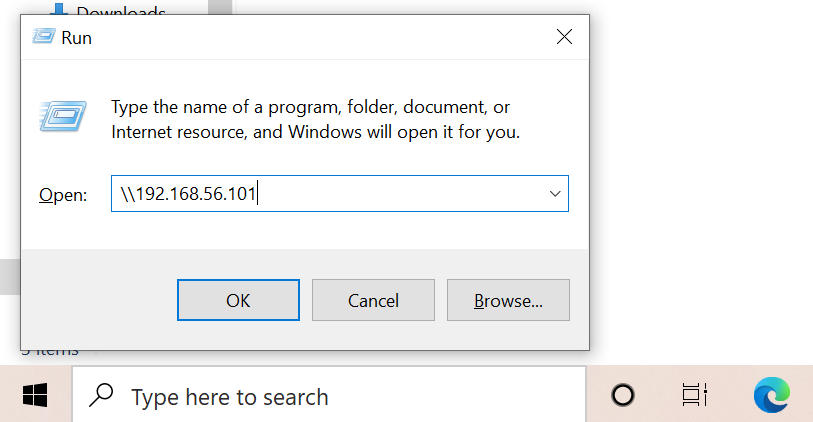 Downloads
Run
Type the name of a program, folder, document, or
Internet resource, and Windows will open it for you.
Open:
\\192.168.56.101
OK
Cancel
Browse...
items
Type here to search